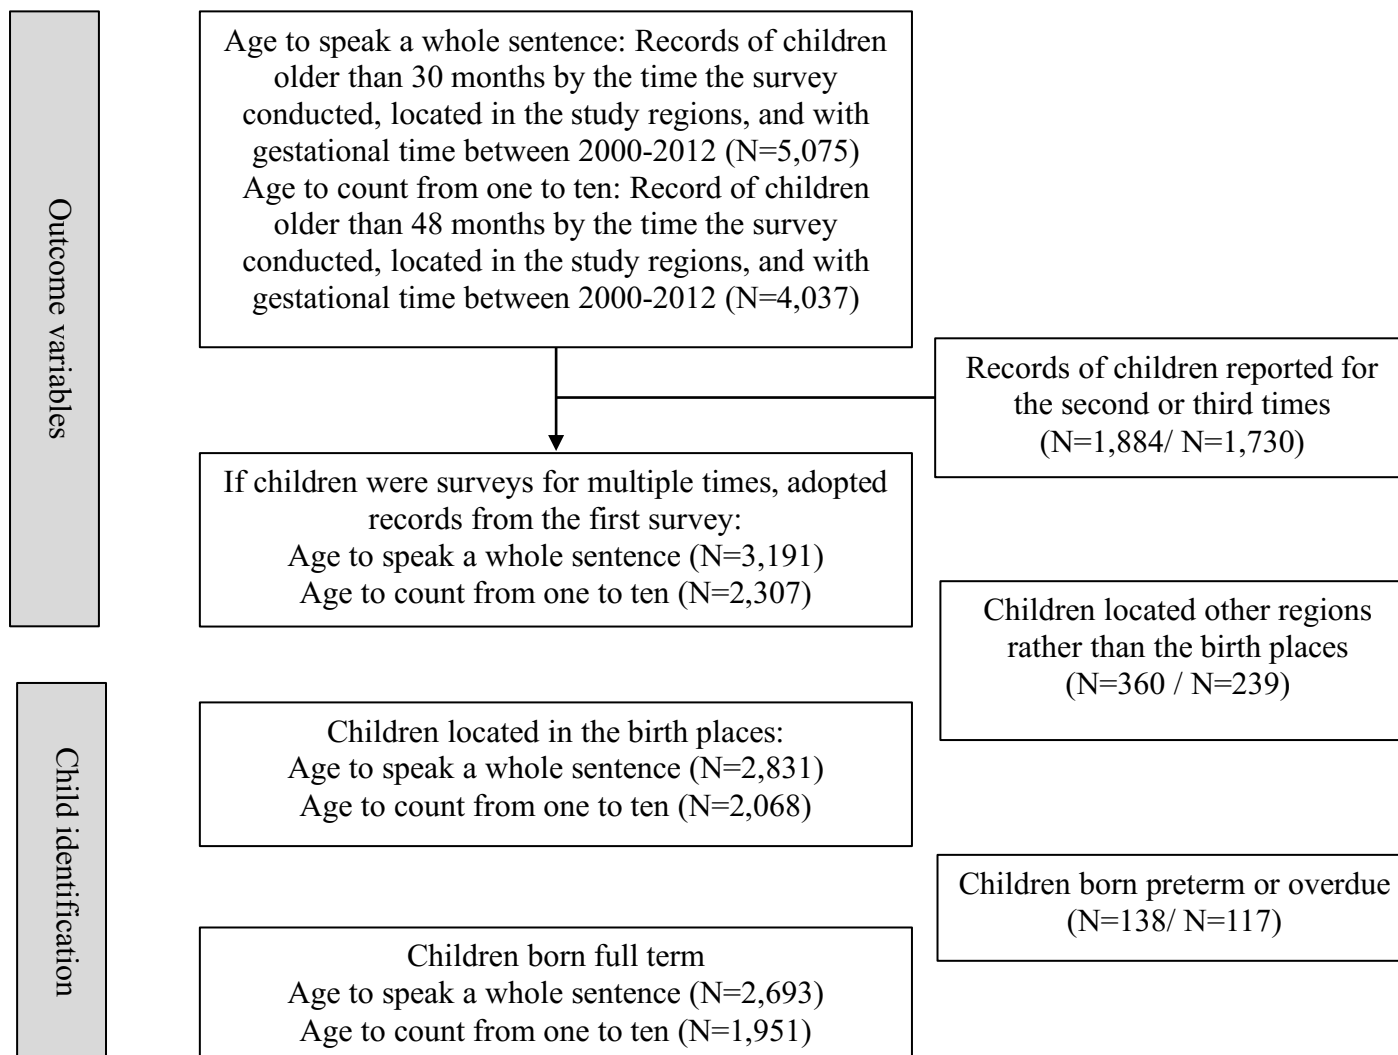 Outcome variables
Age to speak a whole sentence: Records of children
older than 30 months by the time the survey
conducted, located in the study regions, and with
gestational time between 2000-2012 (N=5,075)
Age to count from one to ten: Record of children
older than 48 months by the time the survey
conducted, located in the study regions, and with
gestational time between 2000-2012 (N=4,037)
Records of children reported for
the second or third times
(N=1,884/ N=1,730)
If children were surveys for multiple times, adopted
records from the first survey:
Age to speak a whole sentence (N=3,191)
Age to count from one to ten (N=2,307)
Children located other regions
rather than the birth places
(N=360 / N=239)
Child identification
Children located in the birth places:
Age to speak a whole sentence (N=2,831)
Age to count from one to ten (N=2,068)
Children born preterm or overdue
(N=138/ N=117)
Children born full term
Age to speak a whole sentence (N=2,693)
Age to count from one to ten (N=1,951)